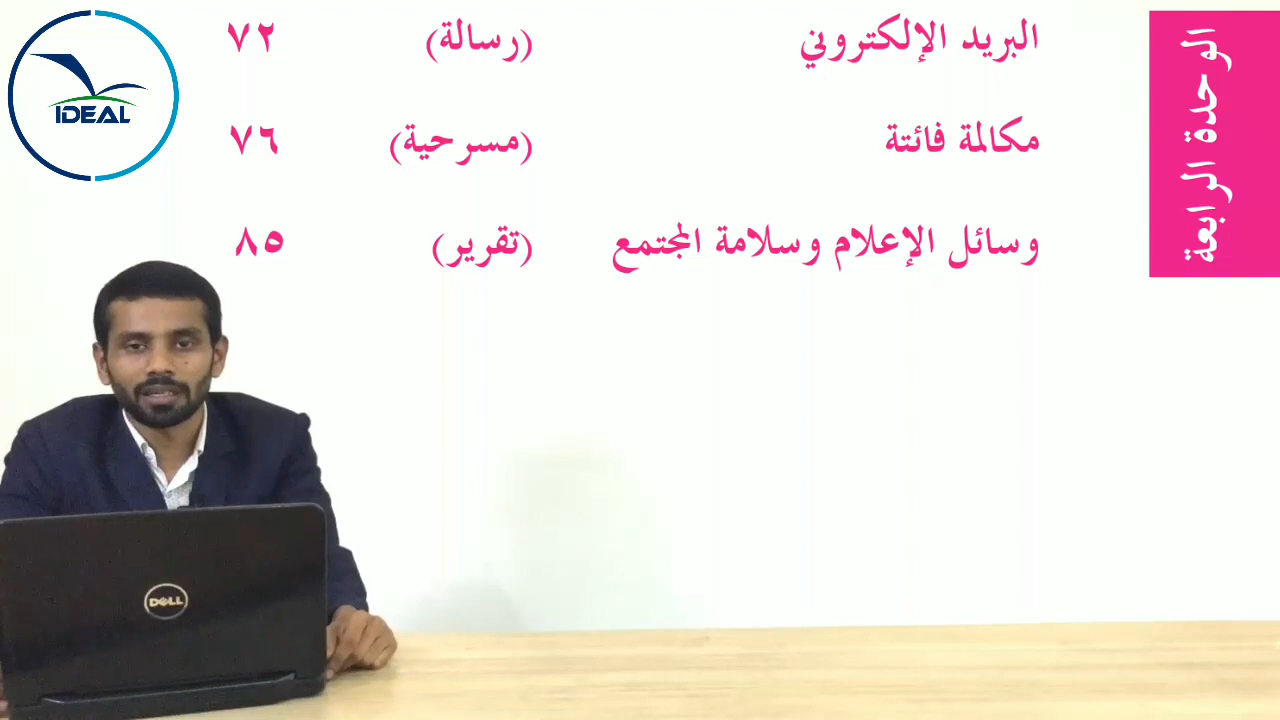 البريد الإلكتروني (رسالة) ٧٢
مكالمة فائتة (مسرحية) ٧٦
وسائل الإعلام وسلامة المجتمع (تقرير) ٨٥
الوحدة الرابعة
IDEAL
DELL